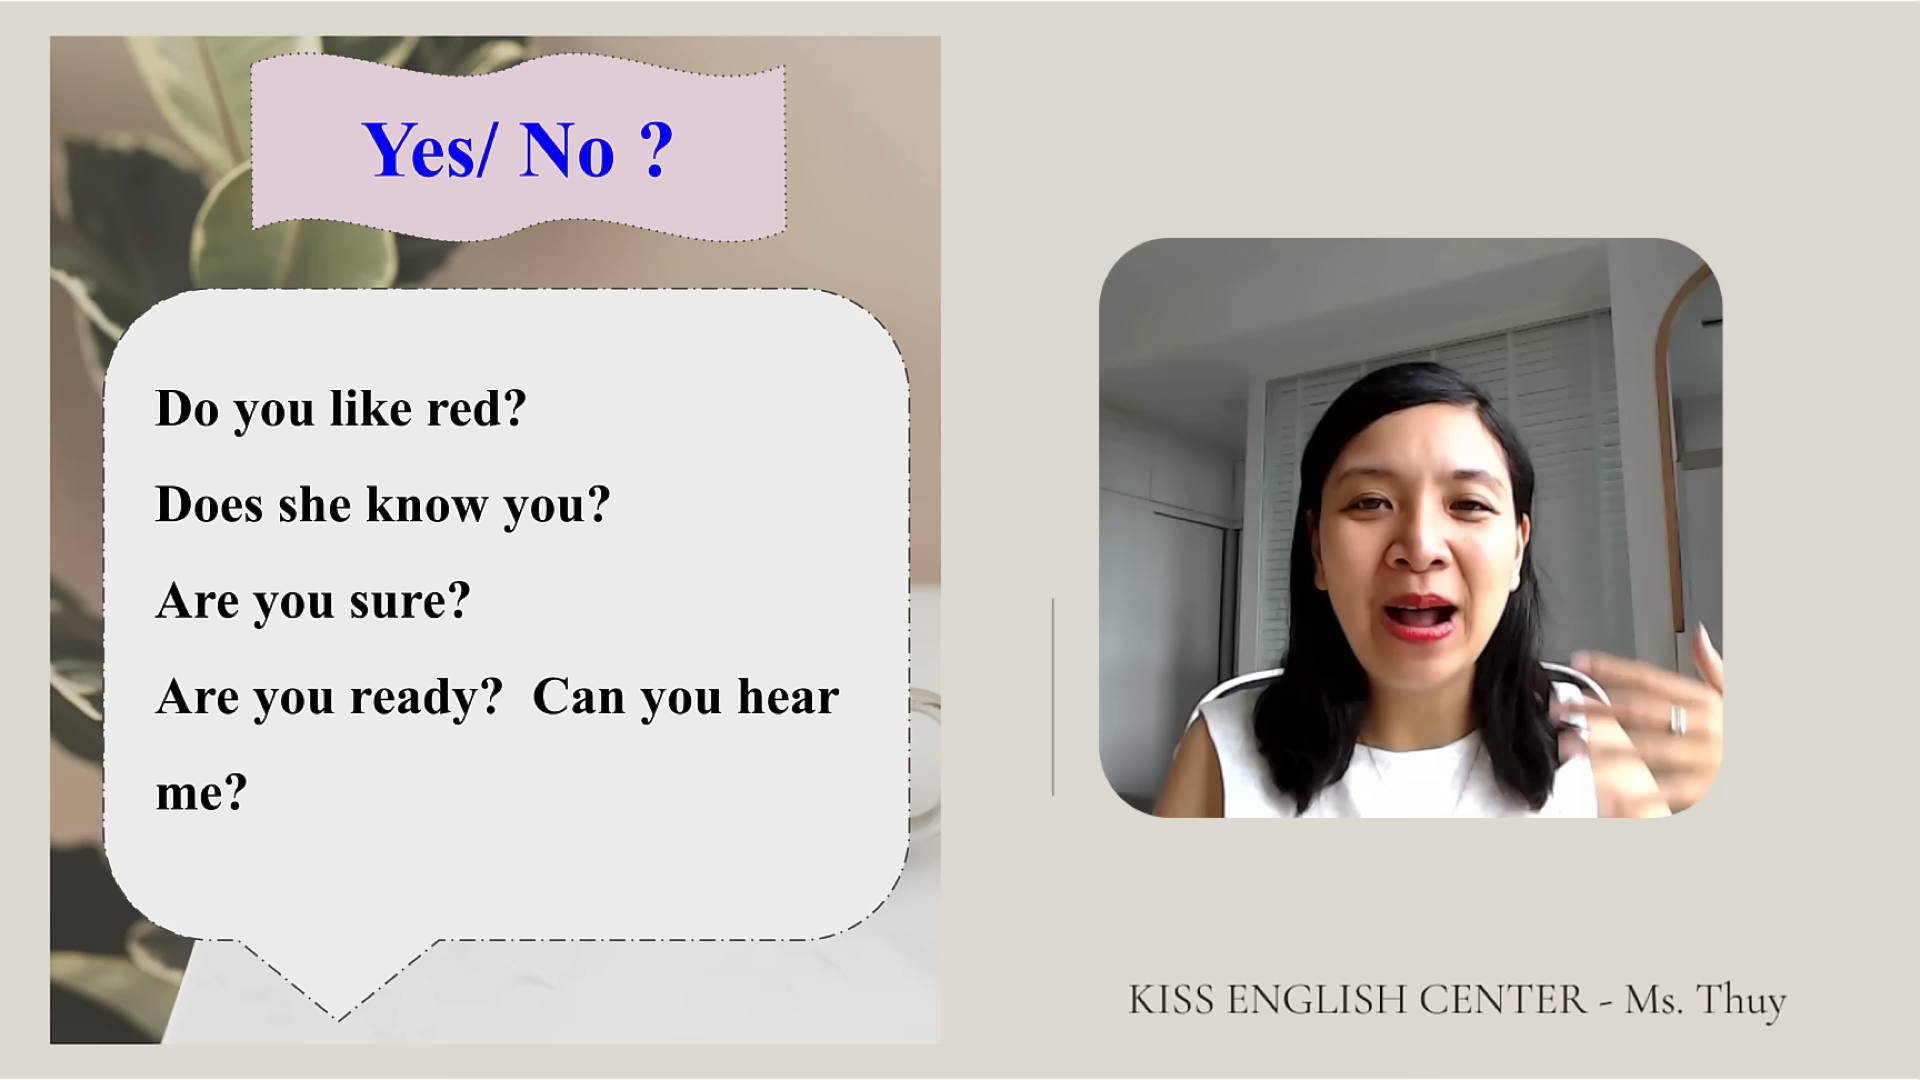 Yes/ No ?
Do you like red?
Does she know you?
Are you sure?
Are you ready?  Can you hear
me?
KISS ENGLISH CENTER - Ms. Thuy